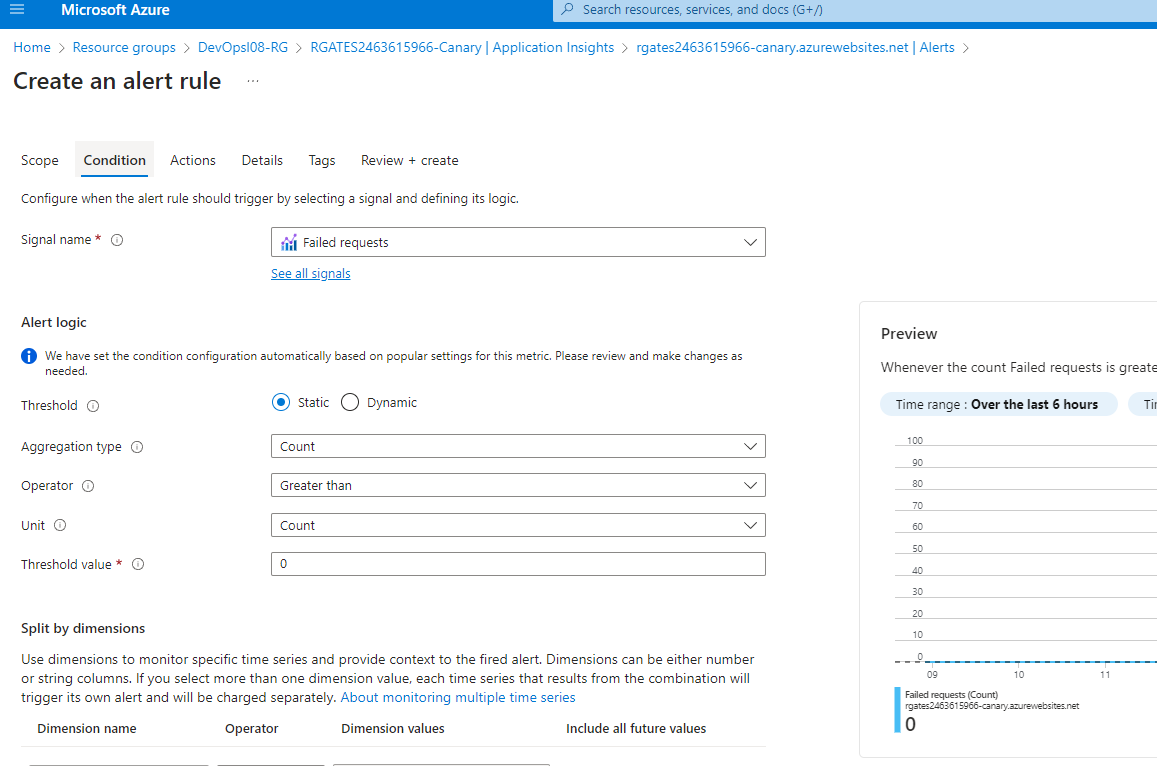 Microsoft Azure
Search resources, services, and docs (G+/)
Home > Resource groups > DevOpsI08-RG > RGATES2463615966-Canary | Application Insights > rgates2463615966-canary.azurewebsites.net | Alerts >
Create an alert rule ...
Scope Condition Actions Details Tags Review + create
Configure when the alert rule should trigger by selecting a signal and defining its logic.
Signal name *
Failed requests
See all signals
Alert logic
We have set the condition configuration automatically based on popular settings for this metric. Please review and make changes as
needed.
Threshold
Static Dynamic
Aggregation type
Count
Operator
Greater than
Unit
Count
Threshold value *
0
Split by dimensions
Use dimensions to monitor specific time series and provide context to the fired alert. Dimensions can be either number
or string columns. If you select more than one dimension value, each time series that results from the combination will
trigger its own alert and will be charged separately. About monitoring multiple time series
Dimension name Operator Dimension values Include all future values
Preview
Whenever the count Failed requests is greate
Time range : Over the last 6 hours
100
90
80
70
60
50
40
30
20
10
0
09 10 11
Failed requests (Count)
rgates2463615966-canary.azurewebsites.net
0